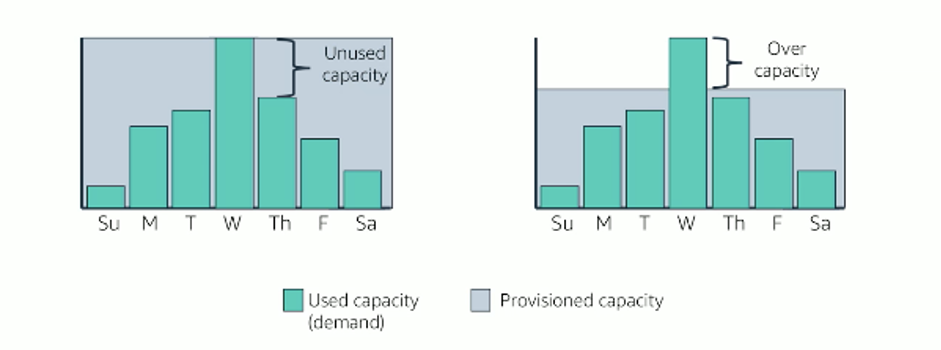 Unused
capacity
Su M T W Th F Sa
Over
capacity
Su M T W Th F Sa
Used capacity
(demand)
Provisioned capacity